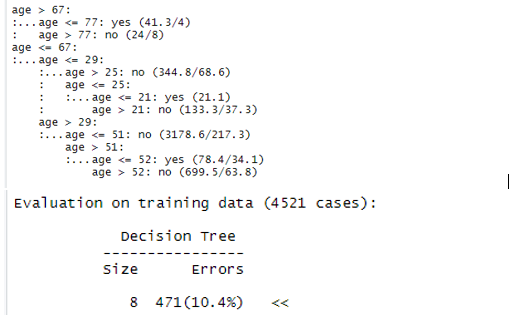 age > 67:
:...age <= 77: yes (41.3/4)
:   age > 77: no (24/8)
age <= 67:
:...age <= 29:
    :...age > 25: no (344.8/68.6)
    :   age <= 25:
    :   :...age <= 21: yes (21.1)
    :       age > 21: no (133.3/37.3)
    age > 29:
    :...age <= 51: no (3178.6/217.3)
        age > 51:
        :...age <= 52: yes (78.4/34.1)
            age > 52: no (699.5/63.8)
Evaluation on training data (4521 cases):
Decision Tree
----------------
Size      Errors
8  471(10.4%)   <<